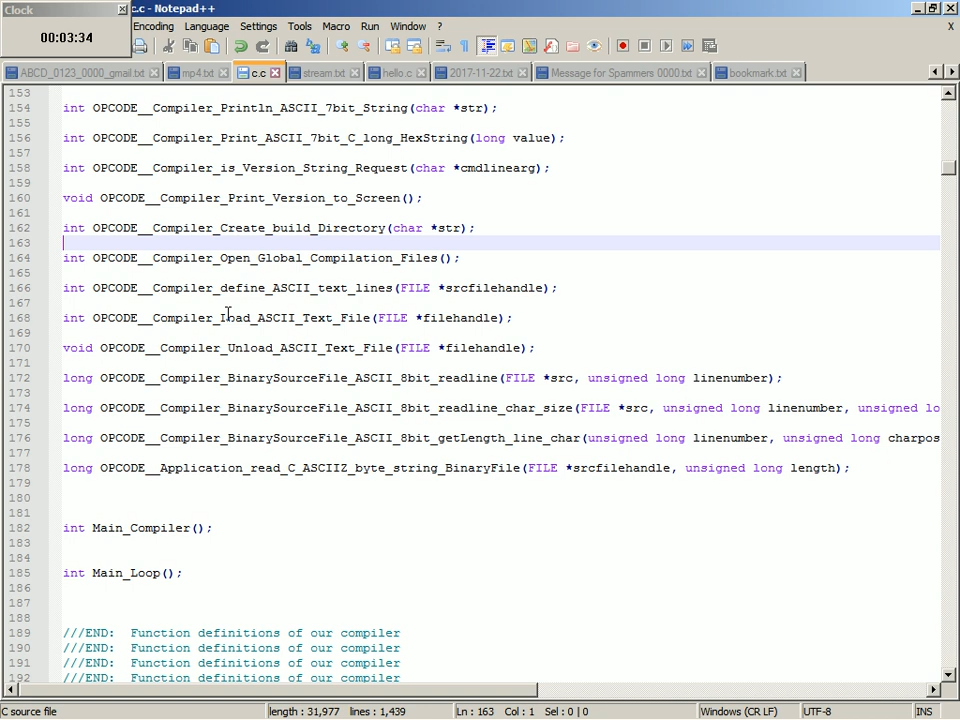 Clock
c.c - Notepad++
00:03:34
Encoding Language Settings Tools Macro Run Window ? X
ABCD_0123_0000_gmail.txt mp4.txt c.c stream.txt hello.c 2017-11-22.txt Message for Spammers 0000.txt bookmark.txt
153
154 int OPCODE__Compiler_Println_ASCII_7bit_String(char *str);
155
156 int OPCODE__Compiler_Print_ASCII_7bit_C_long_HexString(long value);
157
158 int OPCODE__Compiler_is_Version_String_Request(char *cmdlinearg);
159
160 void OPCODE__Compiler_Print_Version_to_Screen();
161
162 int OPCODE__Compiler_Create_build_Directory(char *str);
163
164 int OPCODE__Compiler_Open_Global_Compilation_Files();
165
166 int OPCODE__Compiler_define_ASCII_text_lines(FILE *srcfilehandle);
167
168 int OPCODE__Compiler_Load_ASCII_Text_File(FILE *filehandle);
169
170 void OPCODE__Compiler_Unload_ASCII_Text_File(FILE *filehandle);
171
172 long OPCODE__Compiler_BinarySourceFile_ASCII_8bit_readline(FILE *src, unsigned long linenumber);
173
174 long OPCODE__Compiler_BinarySourceFile_ASCII_8bit_readline_char_size(FILE *src, unsigned long linenumber, unsigned lo
175
176 long OPCODE__Compiler_BinarySourceFile_ASCII_8bit_getLength_line_char(unsigned long linenumber, unsigned long charpos
177
178 long OPCODE__Application_read_C_ASCIIZ_byte_string_BinaryFile(FILE *srcfilehandle, unsigned long length);
179
180
181
182 int Main_Compiler();
183
184
185 int Main_Loop();
186
187
188
189 ///END: Function definitions of our compiler
190 ///END: Function definitions of our compiler
191 ///END: Function definitions of our compiler
192 ///END: Function definitions of our compiler
C source file length : 31,977 lines : 1,439 Ln : 163 Col : 1 Sel : 0 | 0 Windows (CR LF) UTF-8 INS